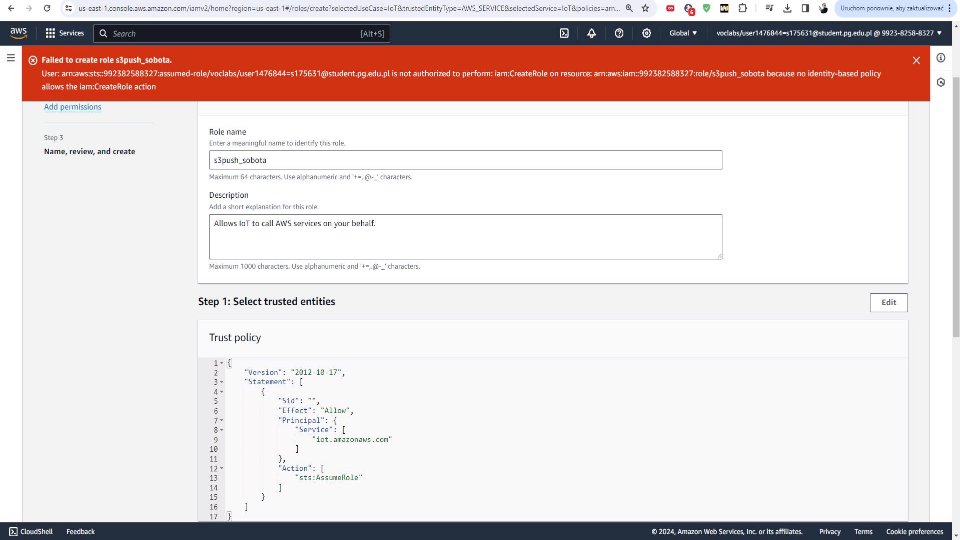 us-east-1.console.aws.amazon.com/iamv2/home?region=us-east-1#/roles/create?selectedUseCase=IoT&trustedEntityType=AWS_SERVICE&selectedService=IoT&policies=arn...
6
Uruchom ponownie, aby zaktualizować
aws
Services
Search
[Alt+S]
Global
voclabs/user1476844=s175631@student.pg.edu.pl @ 9923-8258-8327
Failed to create role s3push_sobota.
User: arn:aws:sts::992382588327:assumed-role/voclabs/user1476844=s175631@student.pg.edu.pl is not authorized to perform: iam:CreateRole on resource: arn:aws:iam::992382588327:role/s3push_sobota because no identity-based policy
allows the iam:CreateRole action
Add permissions
Step 3
Name, review, and create
Role name
Enter a meaningful name to identify this role.
s3push_sobota
Maximum 64 characters. Use alphanumeric and '+=,.@-_' characters.
Description
Add a short explanation for this role.
Allows IoT to call AWS services on your behalf.
Maximum 1000 characters. Use alphanumeric and '+=,.@-_' characters.
Step 1: Select trusted entities
Edit
Trust policy
1 {
2 "Version": "2012-10-17",
3 "Statement": [
4 {
5 "Sid": "",
6 "Effect": "Allow",
7 "Principal": {
8 "Service": [
9 "iot.amazonaws.com"
10 ]
11 },
12 "Action": [
13 "sts:AssumeRole"
14 ]
15 }
16 ]
17 }
CloudShell
Feedback
© 2024, Amazon Web Services, Inc. or its affiliates.
Privacy
Terms
Cookie preferences